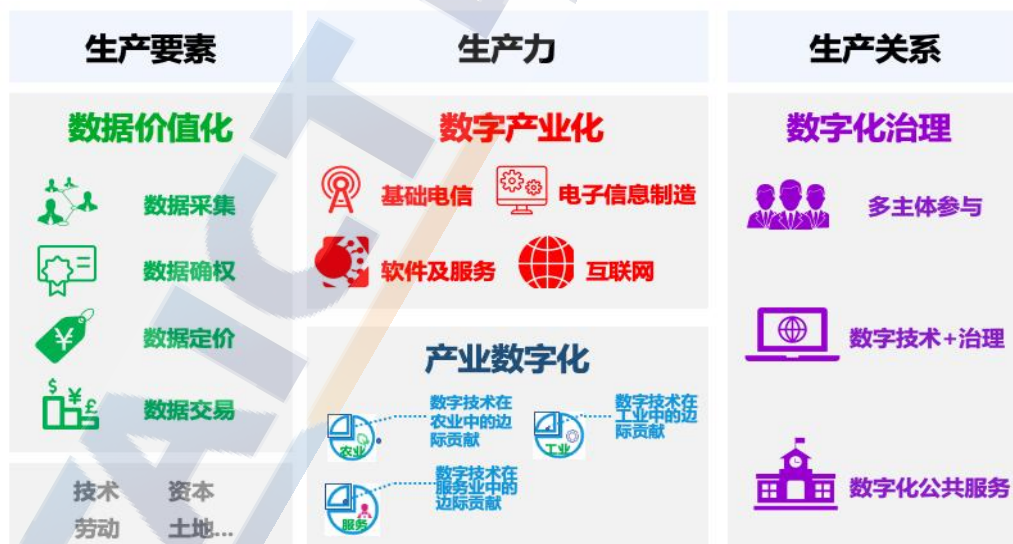 生产要素
数据价值化
数据采集
数据确权
数据定价
数据交易
技术 资本
劳动 土地...
生产力
数字产业化
基础电信
电子信息制造
软件及服务
互联网
产业数字化
农业
数字技术在
农业中的边
际贡献
工业
数字技术在
工业中的边
际贡献
服务
数字技术在
服务业中的
边际贡献
生产关系
数字化治理
多主体参与
数字技术+治理
数字化公共服务